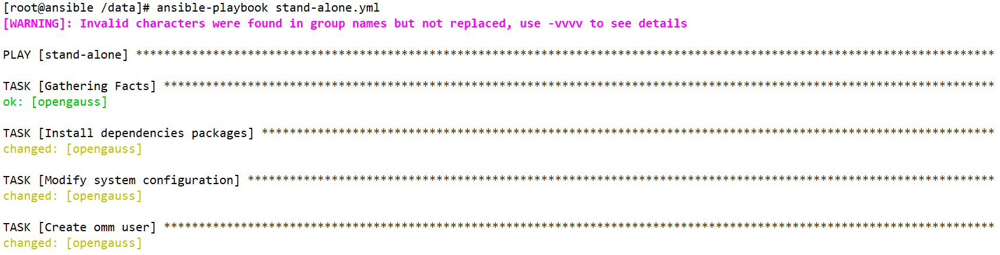 [root@ansible /data]# ansible-playbook stand-alone.yml
[WARNING]: Invalid characters were found in group names but not replaced, use -vvvv to see details
PLAY [stand-alone] ***************************************************************************************************************************
TASK [Gathering Facts] ***********************************************************************************************************************
ok: [opengauss]
TASK [Install dependencies packages] *********************************************************************************************************
changed: [opengauss]
TASK [Modify system configuration] ***********************************************************************************************************
changed: [opengauss]
TASK [Create omm user] ***********************************************************************************************************************
changed: [opengauss]